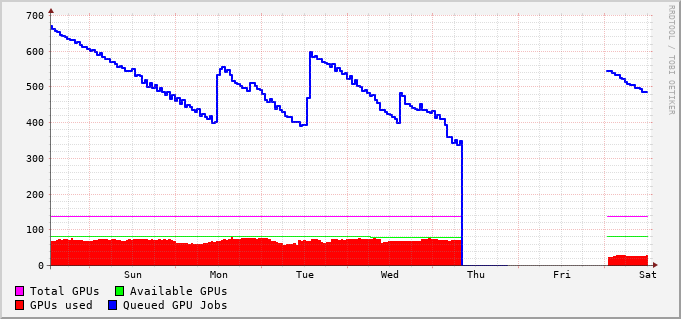 700
600
500
400
300
200
100
0
Sun Mon Tue Wed Thu Fri Sat
Total GPUs Available GPUs
GPUs used Queued GPU Jobs
RRDTOOL / TOBI OETIKER